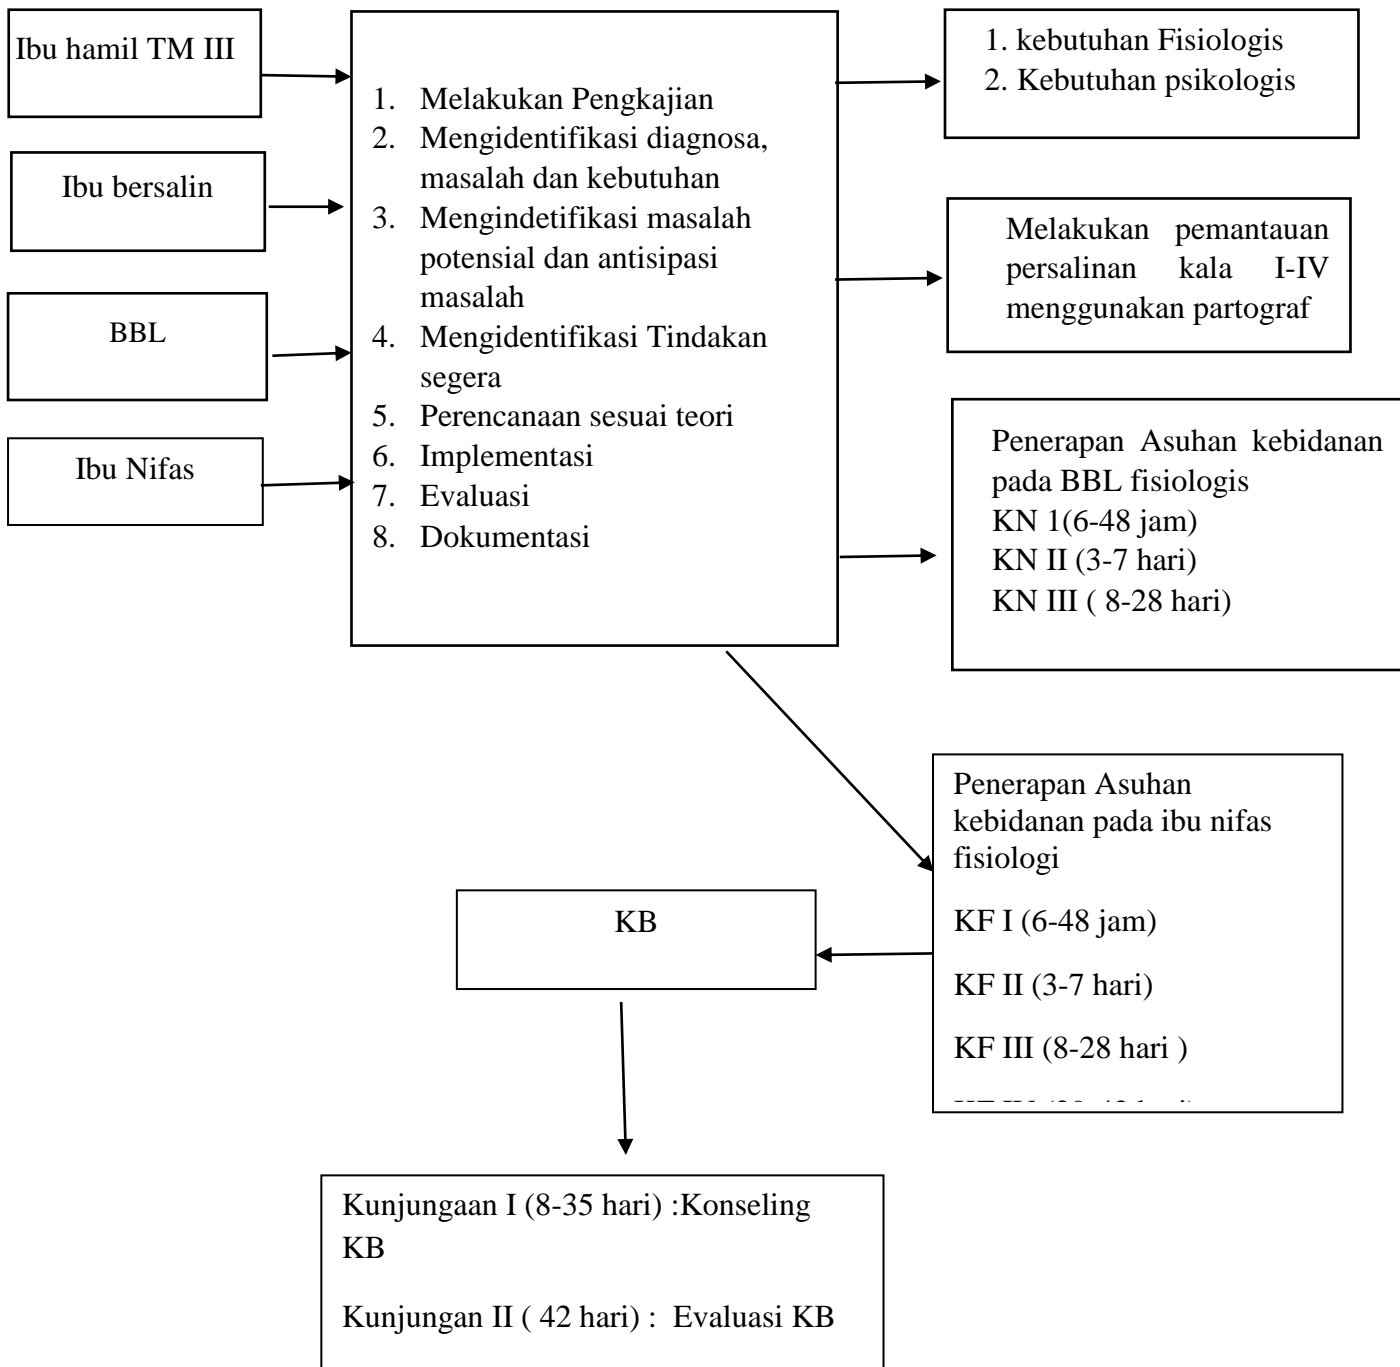 Ibu hamil TM III
Ibu bersalin
BBL
Ibu Nifas
1. Melakukan Pengkajian
2. Mengidentifikasi diagnosa,
masalah dan kebutuhan
3. Mengindetifikasi masalah
potensial dan antisipasi
masalah
4. Mengidentifikasi Tindakan
segera
5. Perencanaan sesuai teori
6. Implementasi
7. Evaluasi
8. Dokumentasi
1. kebutuhan Fisiologis
2. Kebutuhan psikologis
Melakukan pemantauan
persalinan kala I-IV
menggunakan partograf
Penerapan Asuhan kebidanan
pada BBL fisiologis
KN 1(6-48 jam)
KN II (3-7 hari)
KN III ( 8-28 hari)
Penerapan Asuhan
kebidanan pada ibu nifas
fisiologi
KF I (6-48 jam)
KF II (3-7 hari)
KF III (8-28 hari )
KB
Kunjungaan I (8-35 hari) :Konseling
KB
Kunjungan II ( 42 hari) : Evaluasi KB